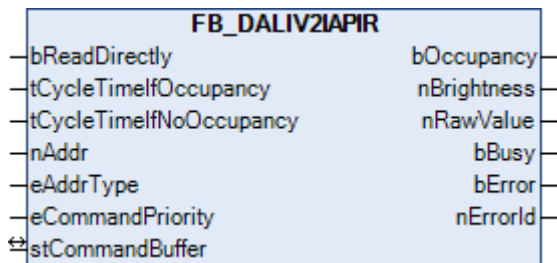 FB_DALIV2IAPIR
bReadDirectly bOccupancy
tCycleTimeIfOccupancy nBrightness
tCycleTimeIfNoOccupancy nRawValue
nAddr bBusy
eAddrType bError
eCommandPriority nErrorId
stCommandBuffer